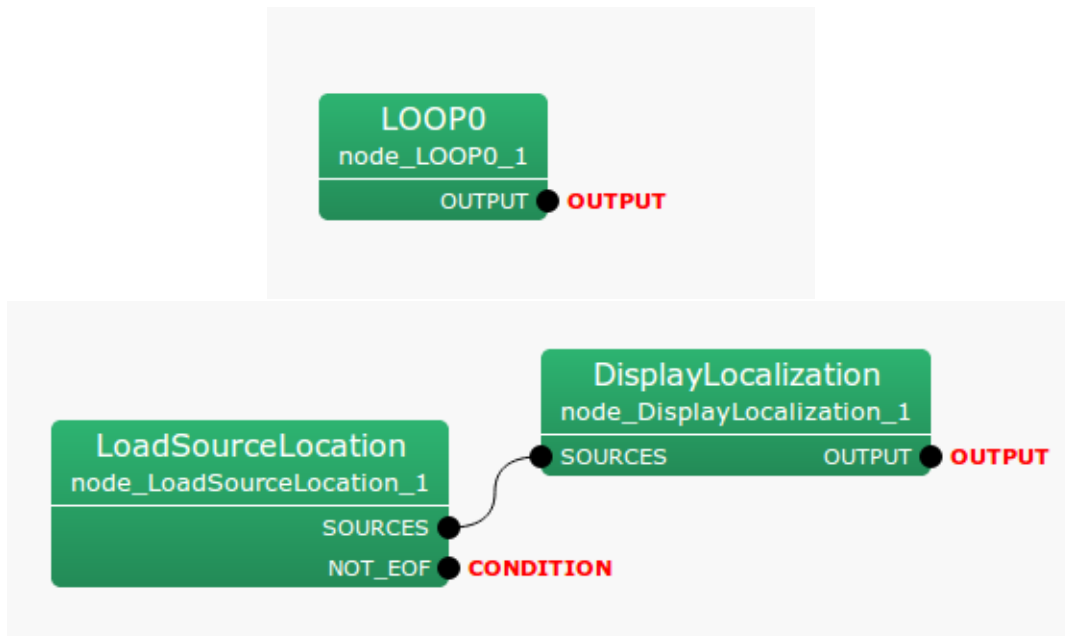 LOOP0
node_LOOP0_1
OUTPUT OUTPUT
DisplayLocalization
node_DisplayLocalization_1
SOURCES OUTPUT OUTPUT
LoadSourceLocation
node_LoadSourceLocation_1
SOURCES
NOT_EOF CONDITION